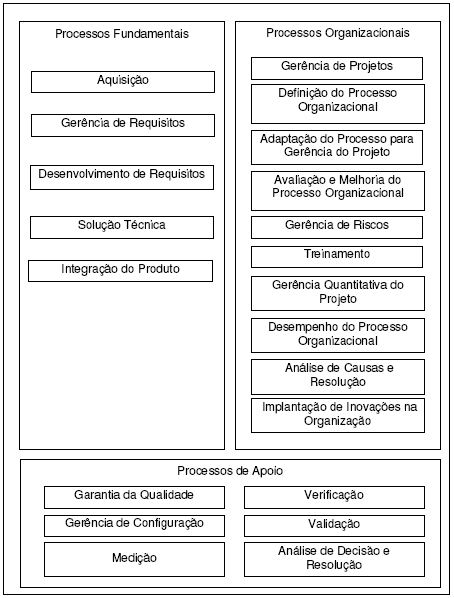 Processos Fundamentais
Aquisição
Gerência de Requisitos
Desenvolvimento de Requisitos
Solução Técnica
Integração do Produto
Processos Organizacionais
Gerência de Projetos
Definição do Processo
Organizacional
Adaptação do Processo para
Gerência do Projeto
Avaliação e Melhoria do
Processo Organizacional
Gerência de Riscos
Treinamento
Gerência Quantitativa do
Projeto
Desempenho do Processo
Organizacional
Análise de Causas e
Resolução
Implantação de Inovações na
Organização
Processos de Apoio
Garantia da Qualidade
Verificação
Gerência de Configuração
Validação
Medição
Análise de Decisão e
Resolução